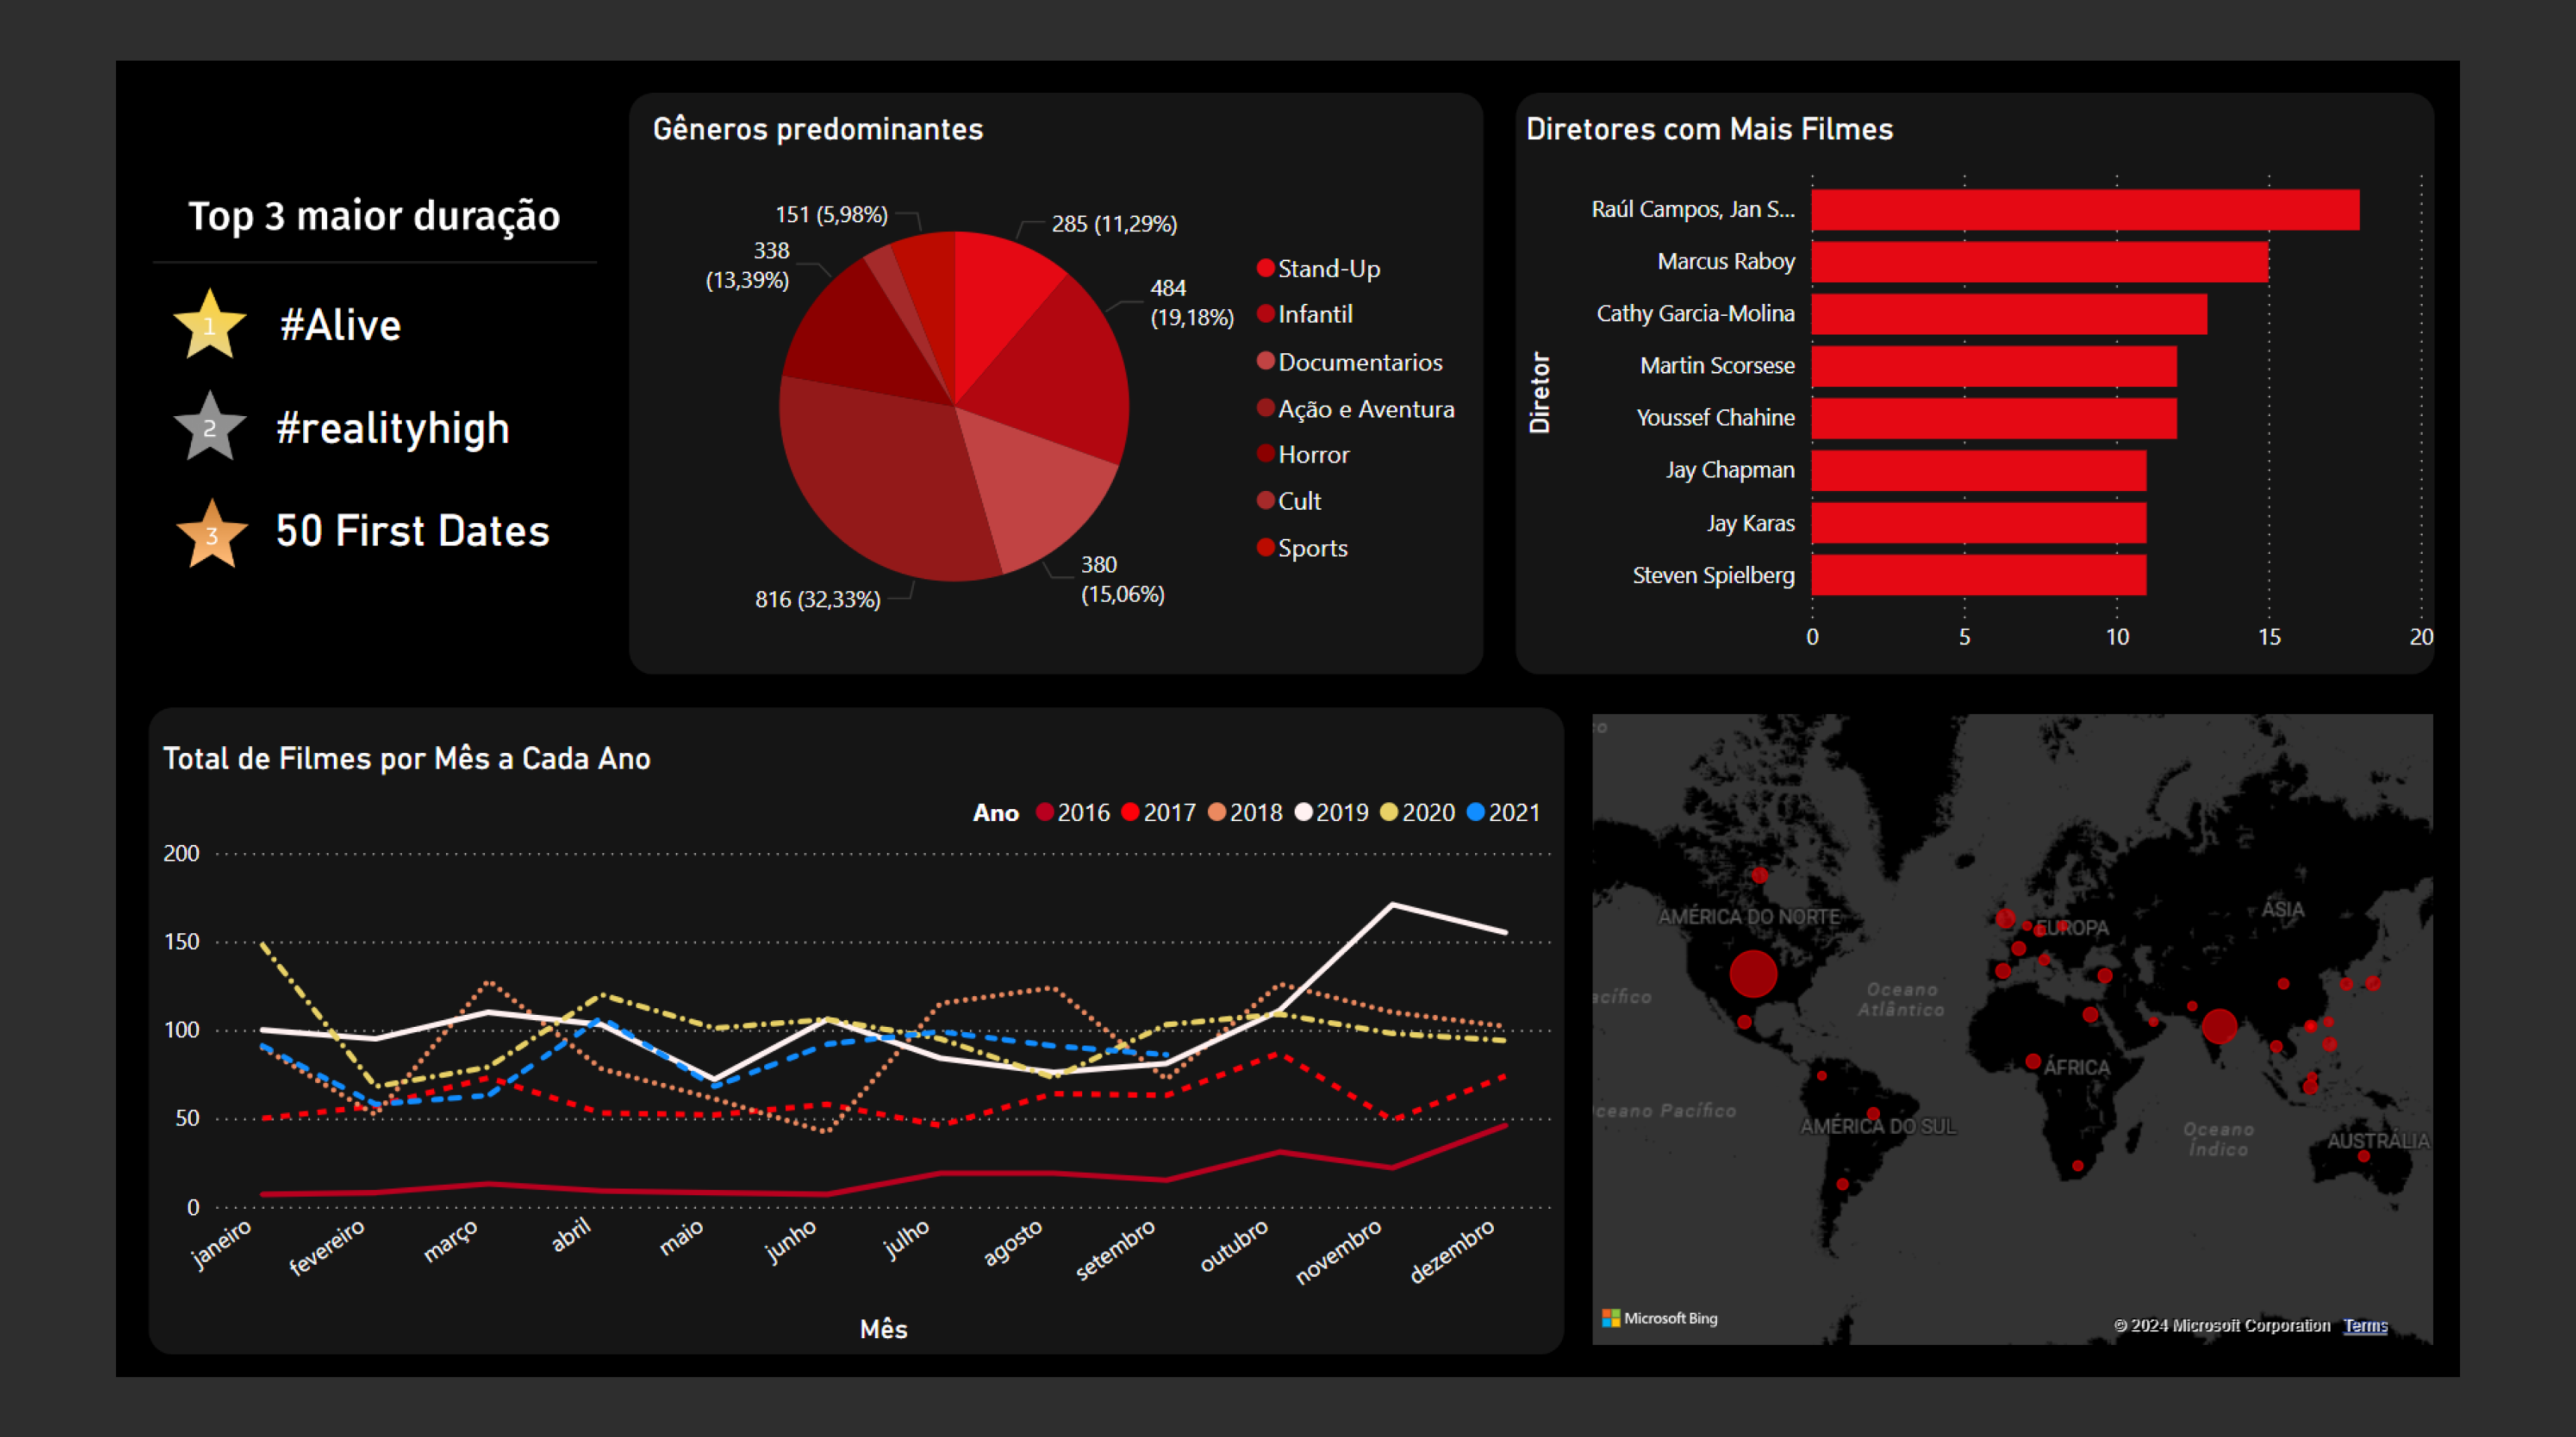 Top 3 maior duração
1
#Alive
2
#realityhigh
3
50 First Dates
Gêneros predominantes
151 (5,98%)
285 (11,29%)
338
(13,39%)
484
(19,18%)
816 (32,33%)
380
(15,06%)
Stand-Up
Infantil
Documentarios
Ação e Aventura
Horror
Cult
Sports
Diretores com Mais Filmes
Diretor
Raúl Campos, Jan S...
Marcus Raboy
Cathy Garcia-Molina
Martin Scorsese
Youssef Chahine
Jay Chapman
Jay Karas
Steven Spielberg
0 5 10 15 20
Total de Filmes por Mês a Cada Ano
Ano 2016 2017 2018 2019 2020 2021
200
150
100
50
0
janeiro fevereiro março abril maio junho julho agosto setembro outubro novembro dezembro
Mês
AMÉRICA DO NORTE
EUROPA
ÁSIA
acífico
Oceano
Atlântico
ÁFRICA
ceano Pacífico
AMÉRICA DO SUL
Oceano
Índico
AUSTRÁLIA
Microsoft Bing
© 2024 Microsoft Corporation Terms